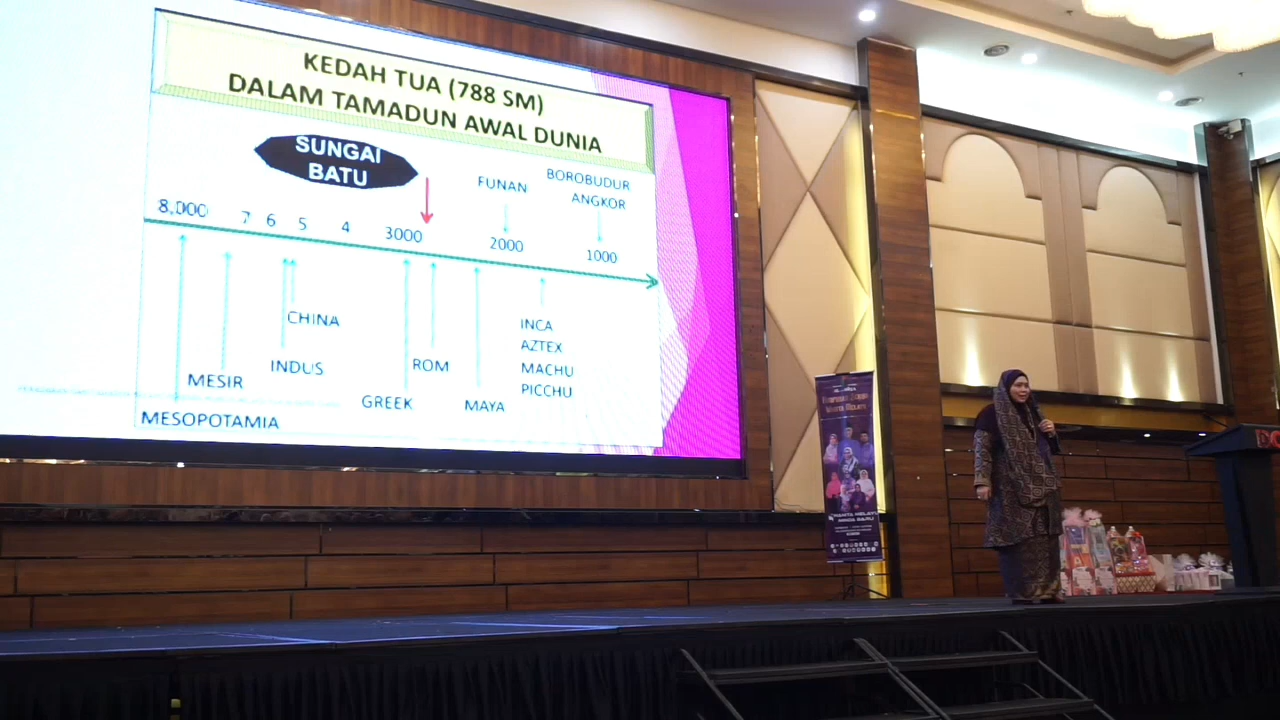 KEDAH TUA (788 SM)
DALAM TAMADUN AWAL DUNIA
SUNGAI
BATU
FUNAN
BOROBUDUR
ANGKOR
8,000 7 6 5 4 3000 2000 1000
CHINA
INDUS
MESIR
MESOPOTAMIA
ROM
GREEK
MAYA
INCA
AZTEX
MACHU
PICCHU